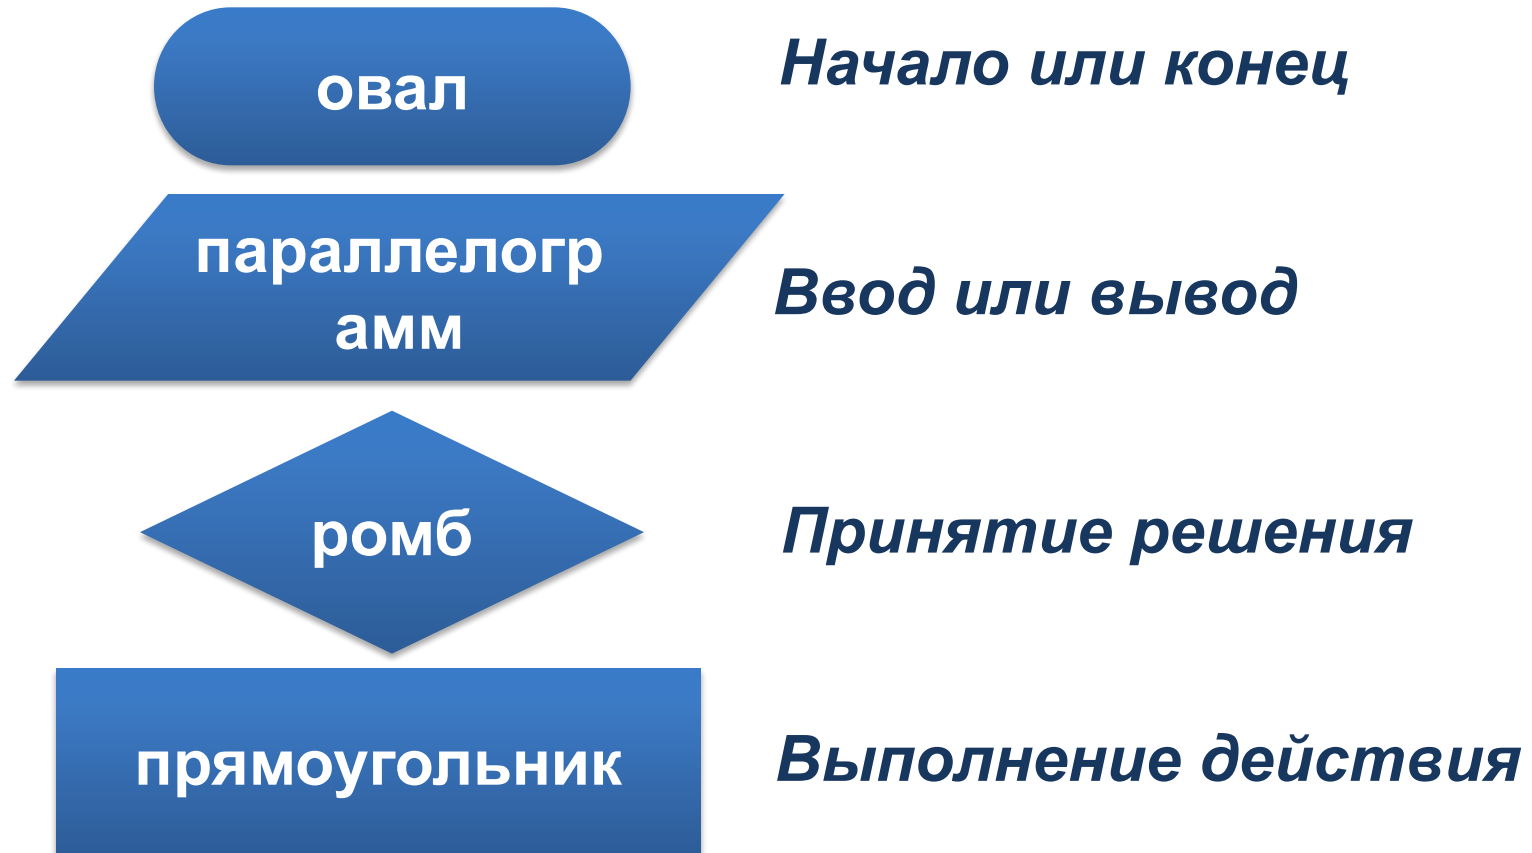 овал
Начало или конец
параллелогр
амм
Ввод или вывод
ромб
Принятие решения
прямоугольник
Выполнение действия